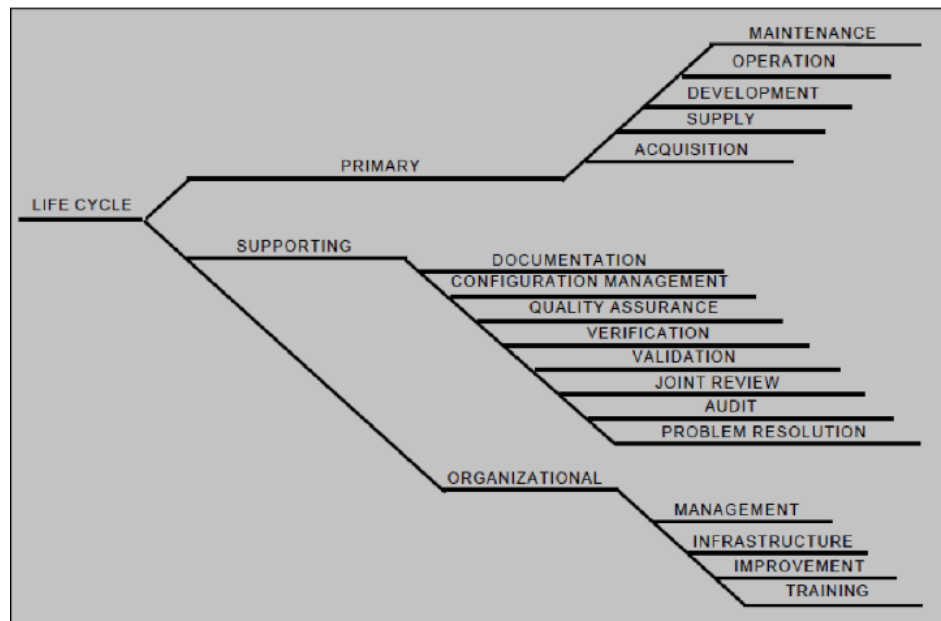 MAINTENANCE
OPERATION
DEVELOPMENT
SUPPLY
ACQUISITION
PRIMARY
LIFE CYCLE
SUPPORTING
DOCUMENTATION
CONFIGURATION MANAGEMENT
QUALITY ASSURANCE
VERIFICATION
VALIDATION
JOINT REVIEW
AUDIT
PROBLEM RESOLUTION
ORGANIZATIONAL
MANAGEMENT
INFRASTRUCTURE
IMPROVEMENT
TRAINING